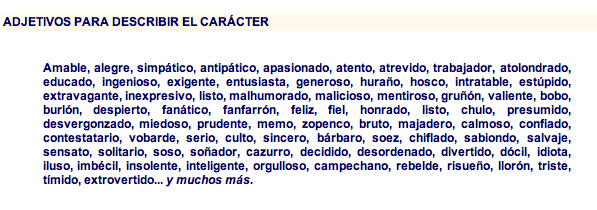 ADJETIVOS PARA DESCRIBIR EL CARÁCTER
Amable, alegre, simpático, antipático, apasionado, atento, atrevido, trabajador, atolondrado,
educado, ingenioso, exigente, entusiasta, generoso, huraño, hosco, intratable, estúpido,
extravagante, inexpresivo, listo, malhumorado, malicioso, mentiroso, gruñón, valiente, bobo,
burlón, despierto, fanático, fanfarrón, feliz, fiel, honrado, listo, chulo, presumido,
desvergonzado, miedoso, prudente, memo, zopenco, bruto, majadero, calmoso, confiado,
contestatario, vobarde, serio, culto, sincero, bárbaro, soez, chiflado, sabiondo, salvaje,
sensato, solitario, soso, soñador, cazurro, decidido, desordenado, divertido, dócil, idiota,
iluso, imbécil, insolente, inteligente, orgulloso, campechano, rebelde, risueño, llorón, triste,
tímido, extrovertido... y muchos más.